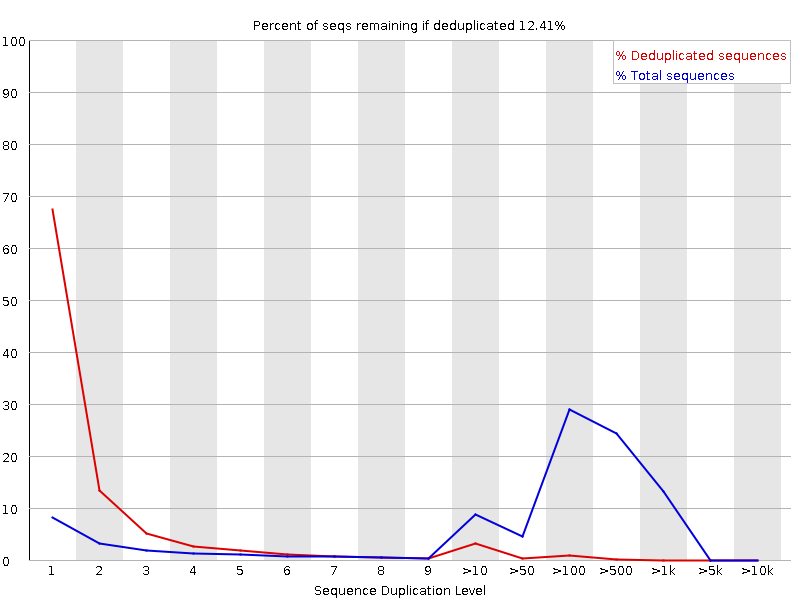 Percent of seqs remaining if deduplicated 12.41%
% Deduplicated sequences
% Total sequences
100
90
80
70
60
50
40
30
20
10
0
1 2 3 4 5 6 7 8 9 >10 >50 >100 >500 >1k >5k >10k
Sequence Duplication Level